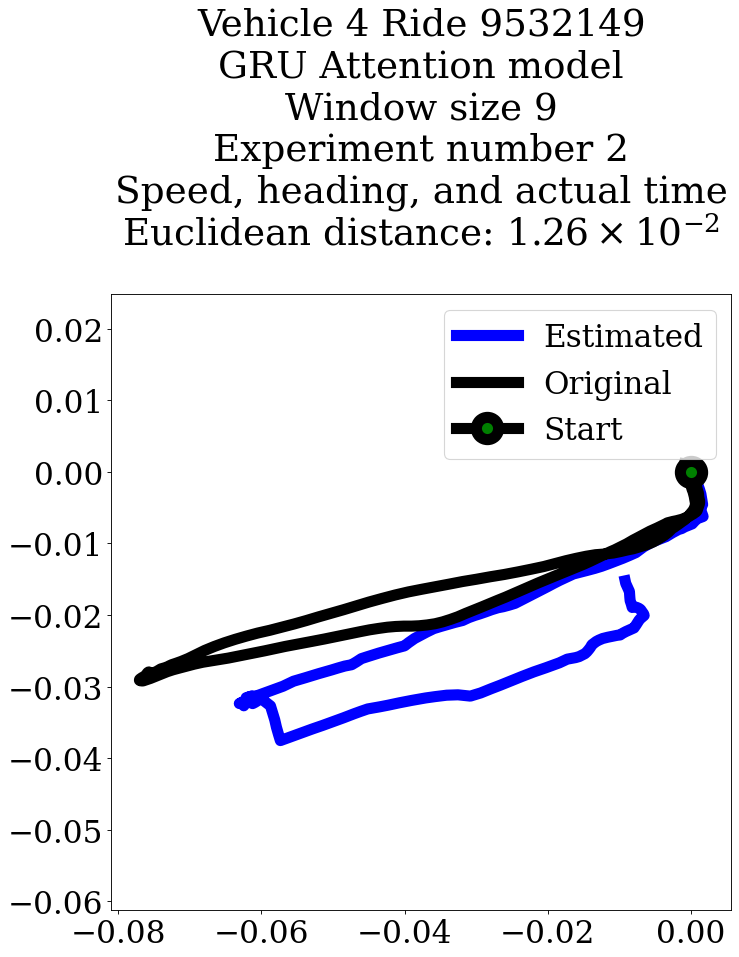 Vehicle 4 Ride 9532149
GRU Attention model
Window size 9
Experiment number 2
Speed, heading, and actual time
Euclidean distance: 1.26 × 10⁻²
Estimated
Original
Start
0.02
0.01
0.00
−0.01
−0.02
−0.03
−0.04
−0.05
−0.06
−0.08 −0.06 −0.04 −0.02 0.00